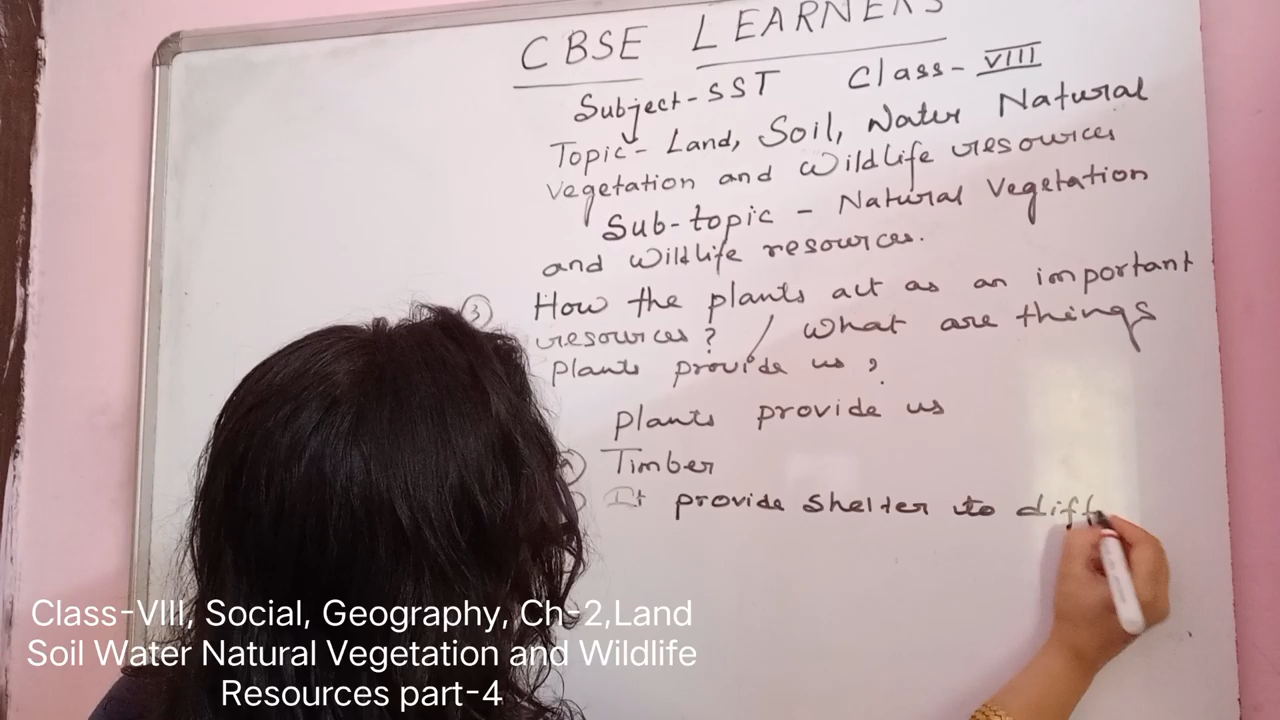 CBSE LEARNERS
Subject-SST Class-VIII
Topic- Land, Soil, Water Natural
vegetation and Wildlife resources
Sub-topic - Natural Vegetation
and Wildlife resources.
③ How the plants act as an important
resources? / What are things
plants provide us ?
plants provide us
Timber
It provide shelter to diff
Class-VIII, Social, Geography, Ch-2,Land
Soil Water Natural Vegetation and Wildlife
Resources part-4